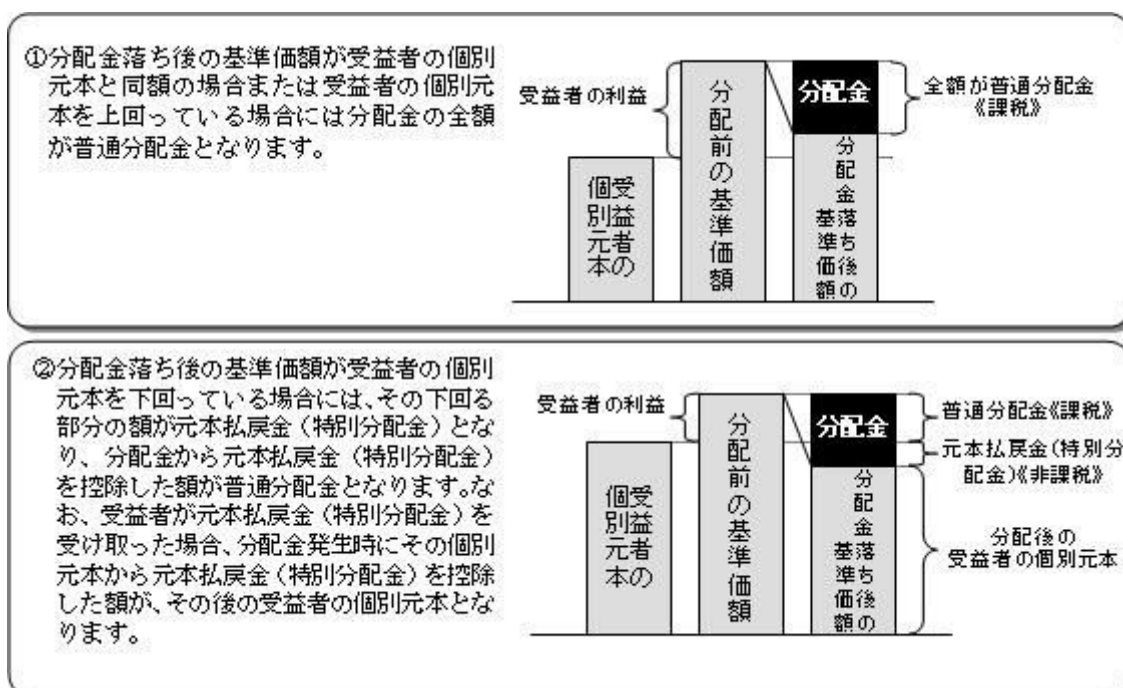 ①分配金落ち後の基準価額が受益者の個別
元本と同額の場合または受益者の個別元
本を上回っている場合には分配金の全額
が普通分配金となります。
受益者の利益
受益者の
個別元本
分配前の基準価額
分配金
分配金落ち後の
基準価額
全額が普通分配金
《課税》
②分配金落ち後の基準価額が受益者の個別
元本を下回っている場合には、その下回る
部分の額が元本払戻金(特別分配金)とな
り、分配金から元本払戻金(特別分配金)
を控除した額が普通分配金となります。な
お、受益者が元本払戻金(特別分配金)を
受け取った場合、分配金発生時にその個別
元本から元本払戻金(特別分配金)を控除
した額が、その後の受益者の個別元本とな
ります。
受益者の利益
受益者の
個別元本
分配前の基準価額
分配金
分配金落ち後の
基準価額
普通分配金《課税》
元本払戻金(特別分
配金)《非課税》
分配後の
受益者の個別元本